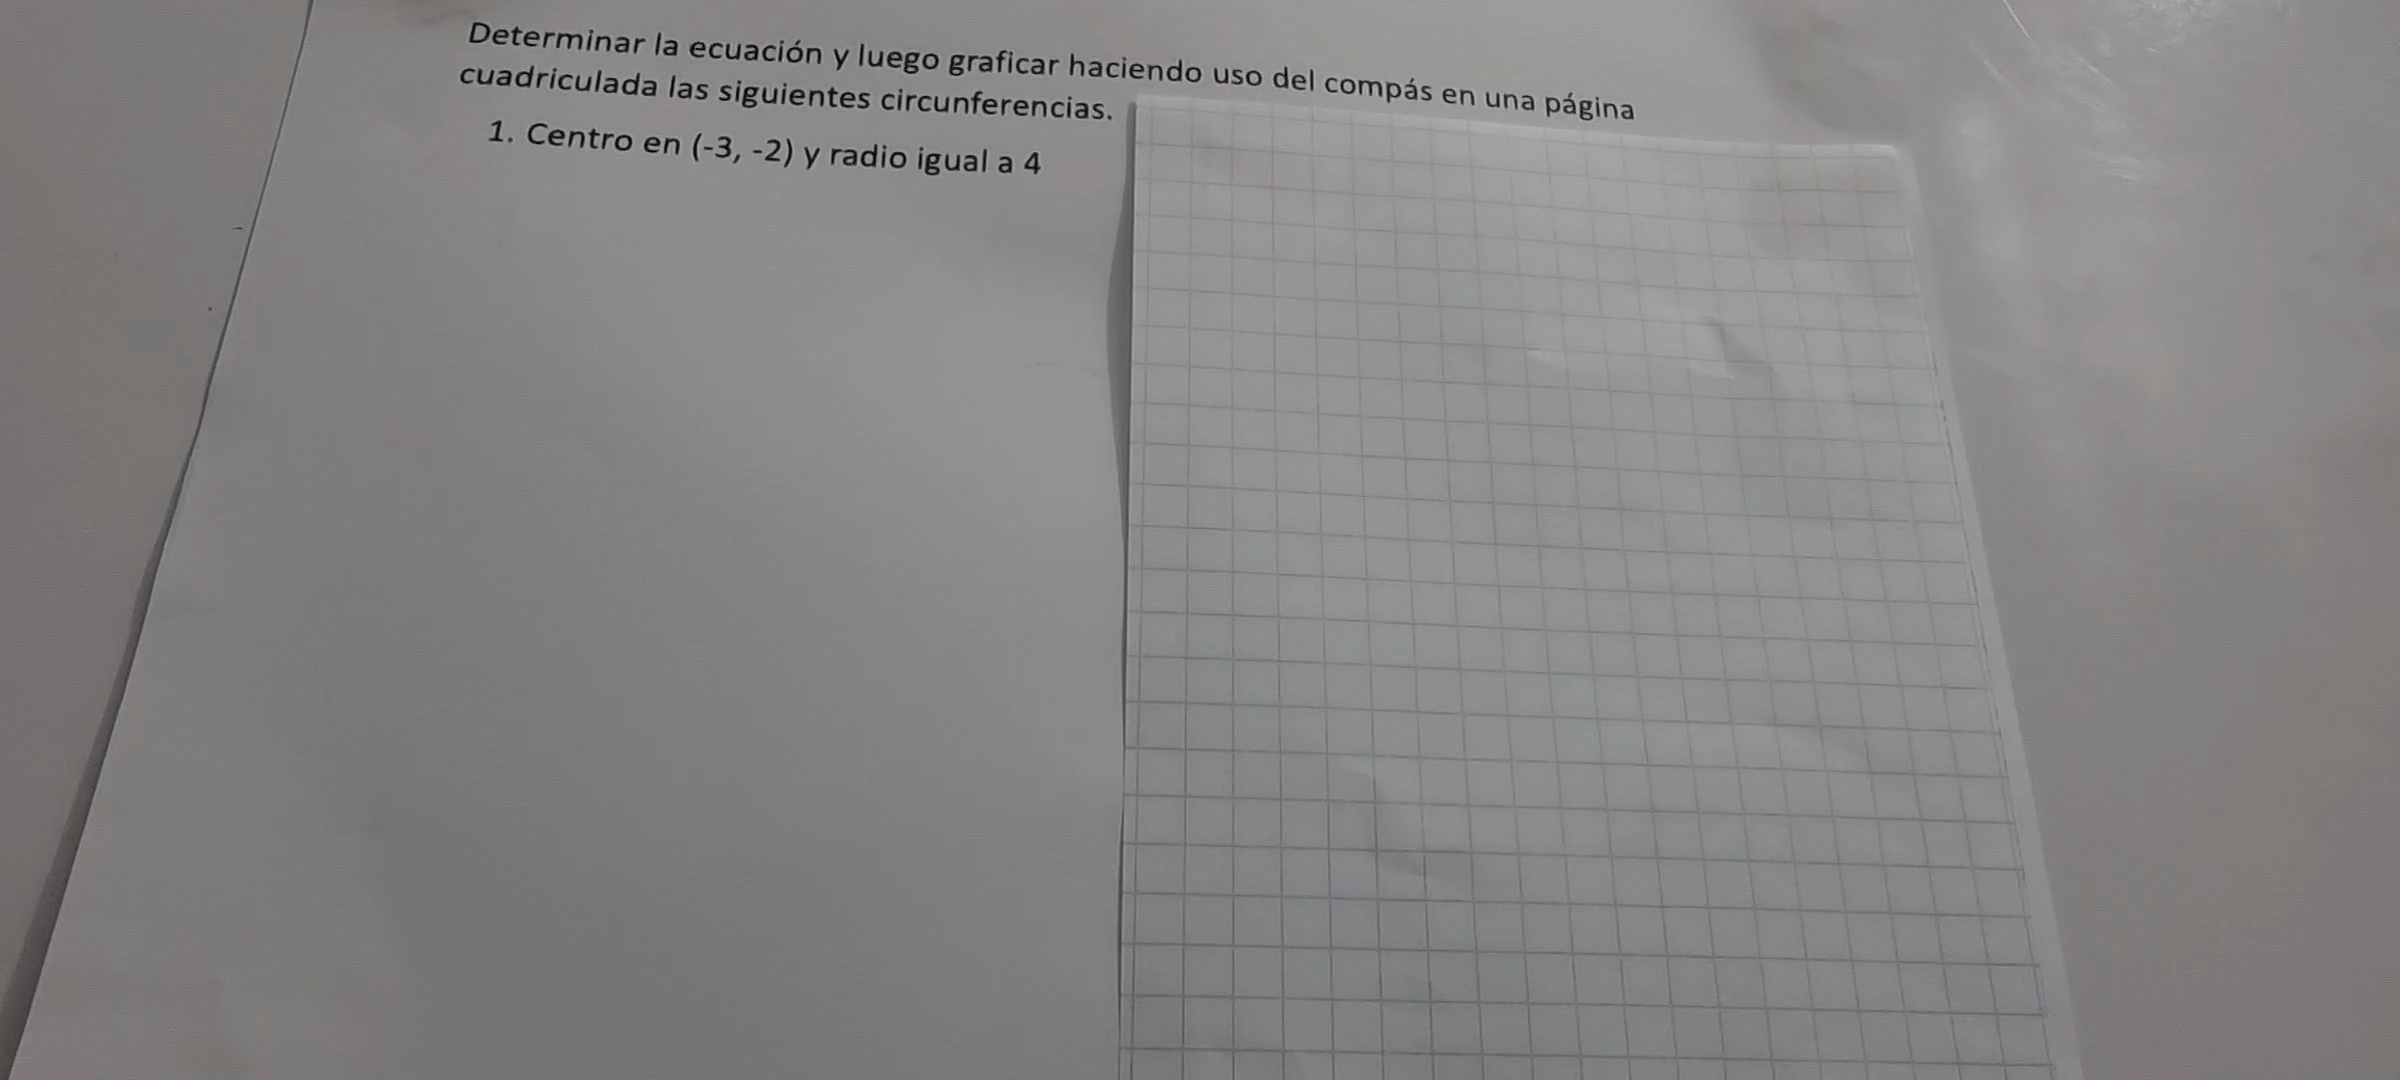 Determinar la ecuación y luego graficar haciendo uso del compás en una página
cuadriculada las siguientes circunferencias.
1. Centro en (-3, -2) y radio igual a 4